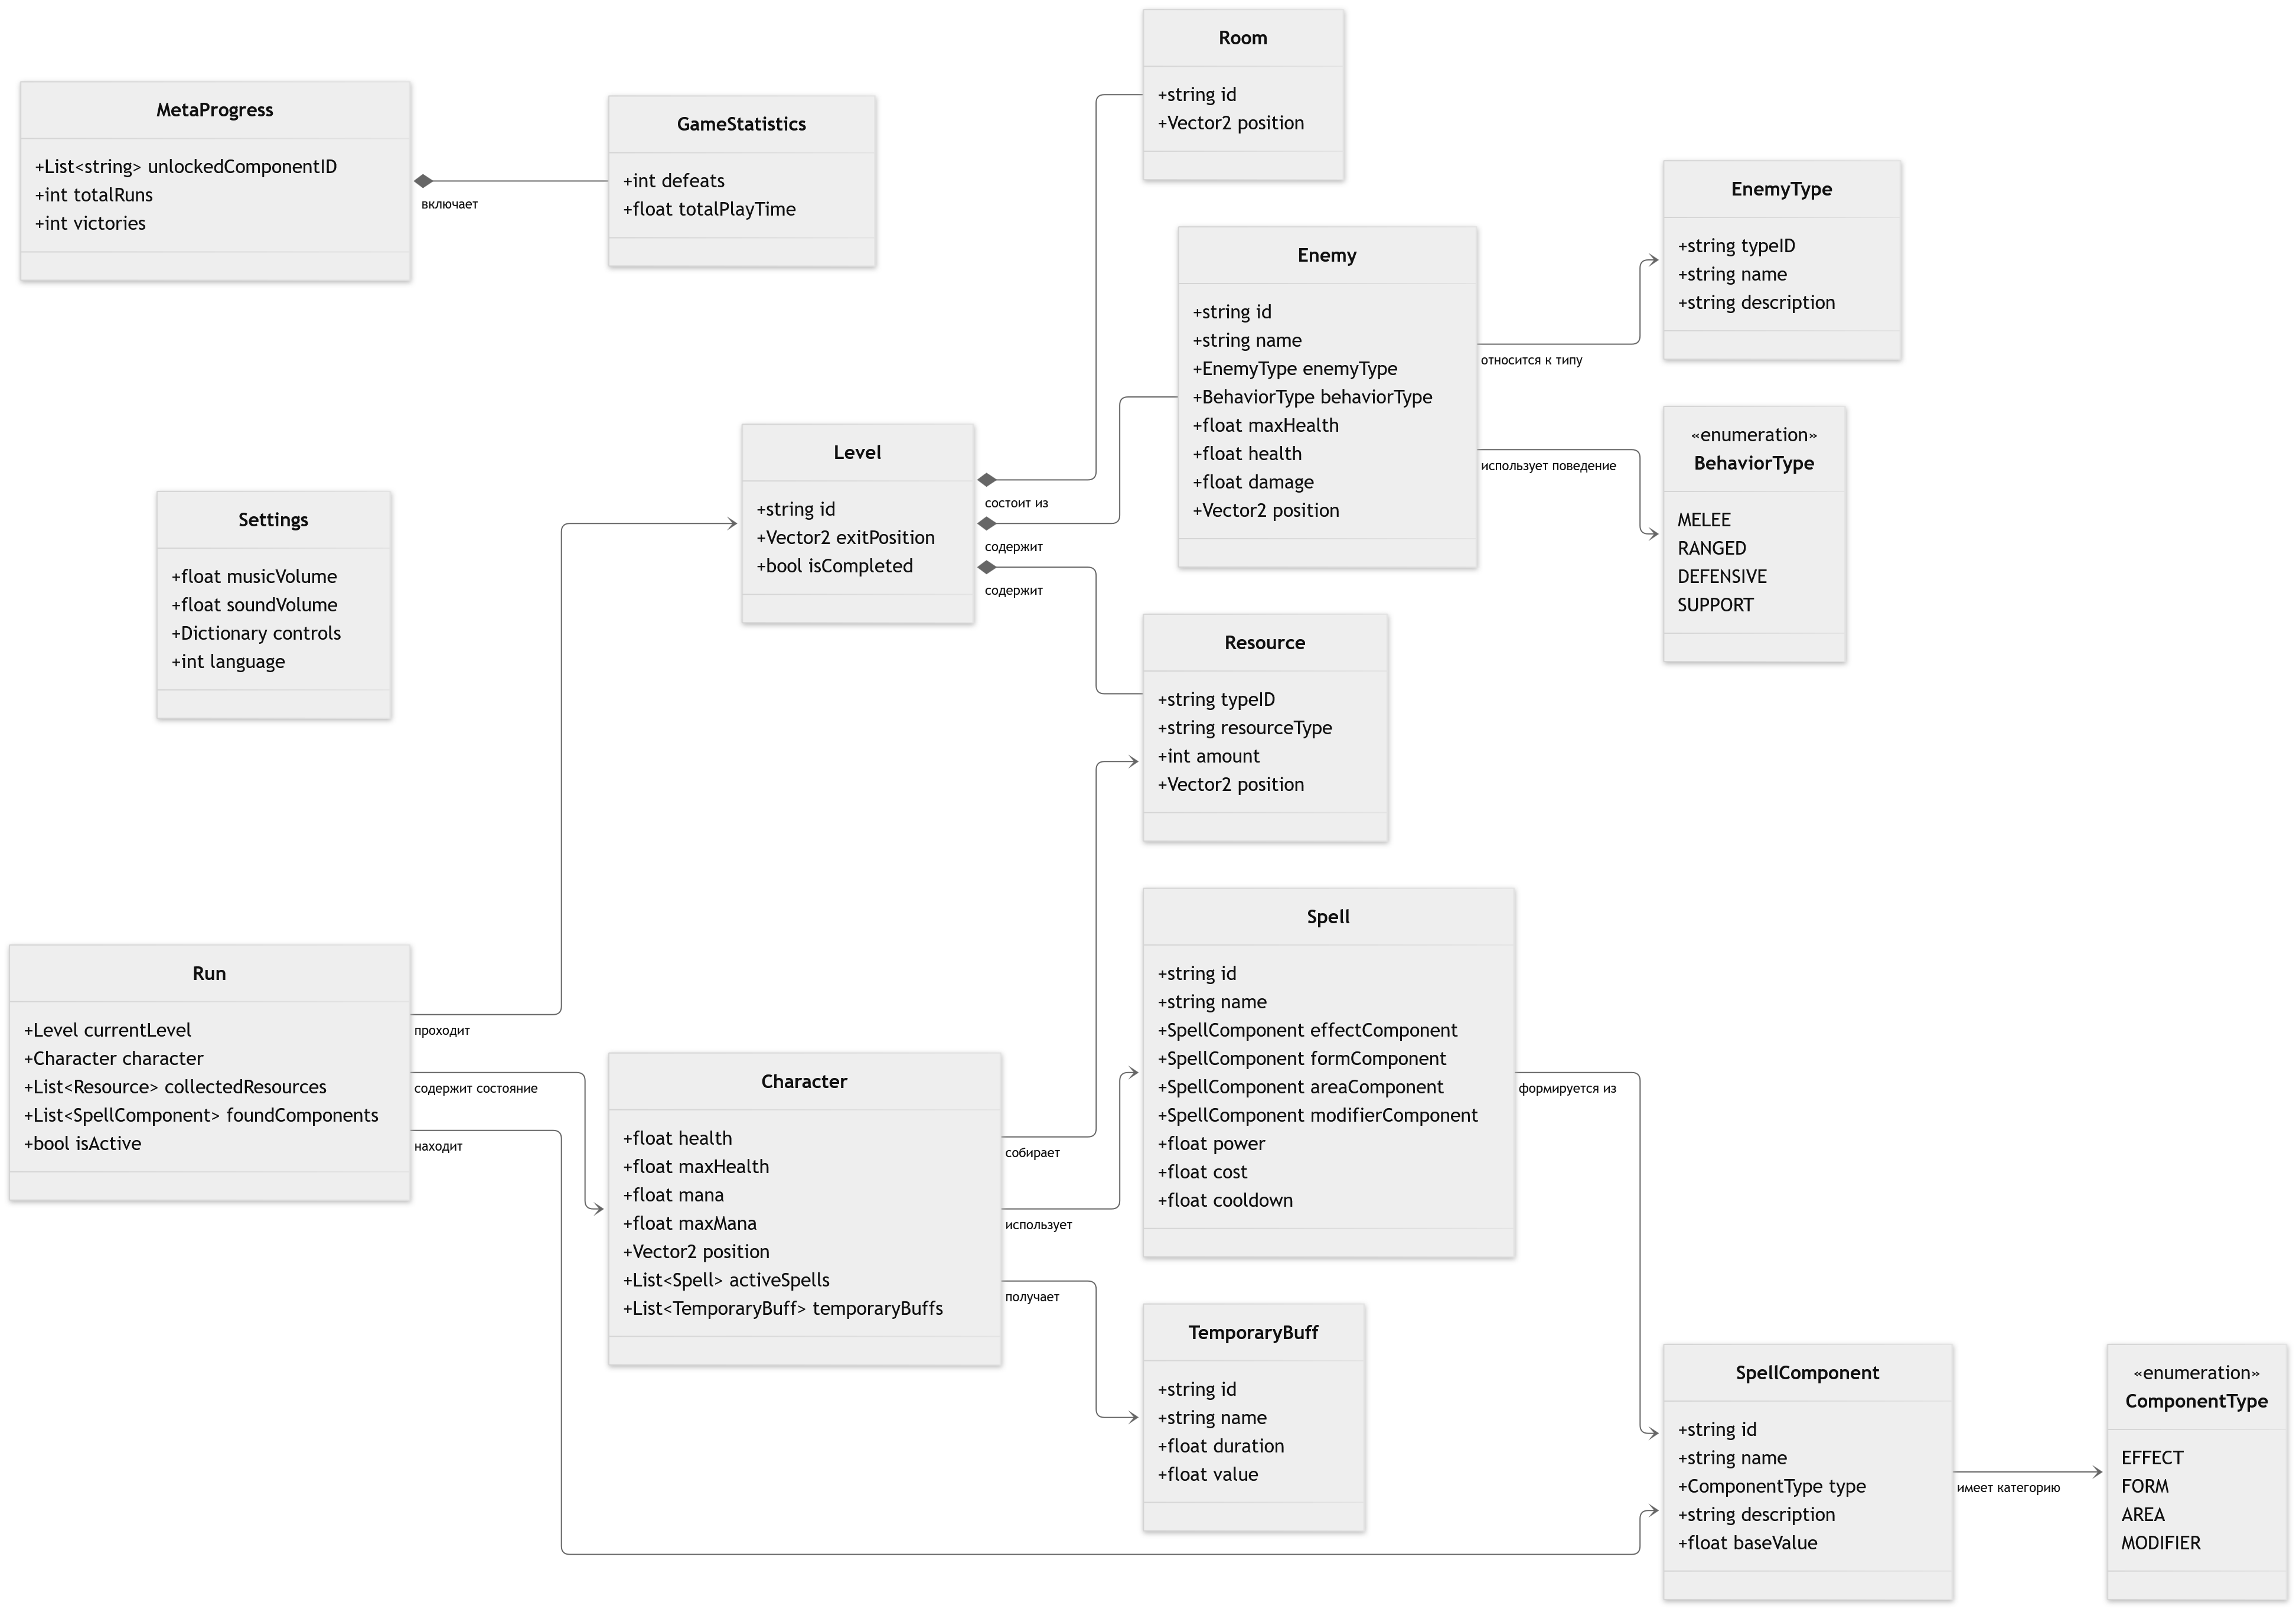 MetaProgress
+List<string> unlockedComponentID
+int totalRuns
+int victories
включает
GameStatistics
+int defeats
+float totalPlayTime
Room
+string id
+Vector2 position
Enemy
+string id
+string name
+EnemyType enemyType
+BehaviorType behaviorType
+float maxHealth
+float health
+float damage
+Vector2 position
относится к типу
использует поведение
EnemyType
+string typeID
+string name
+string description
«enumeration»
BehaviorType
MELEE
RANGED
DEFENSIVE
SUPPORT
Settings
+float musicVolume
+float soundVolume
+Dictionary controls
+int language
Level
+string id
+Vector2 exitPosition
+bool isCompleted
состоит из
содержит
содержит
Resource
+string typeID
+string resourceType
+int amount
+Vector2 position
Run
+Level currentLevel
+Character character
+List<Resource> collectedResources
+List<SpellComponent> foundComponents
+bool isActive
проходит
содержит состояние
находит
Character
+float health
+float maxHealth
+float mana
+float maxMana
+Vector2 position
+List<Spell> activeSpells
+List<TemporaryBuff> temporaryBuffs
собирает
использует
получает
Spell
+string id
+string name
+SpellComponent effectComponent
+SpellComponent formComponent
+SpellComponent areaComponent
+SpellComponent modifierComponent
+float power
+float cost
+float cooldown
формируется из
TemporaryBuff
+string id
+string name
+float duration
+float value
SpellComponent
+string id
+string name
+ComponentType type
+string description
+float baseValue
имеет категорию
«enumeration»
ComponentType
EFFECT
FORM
AREA
MODIFIER